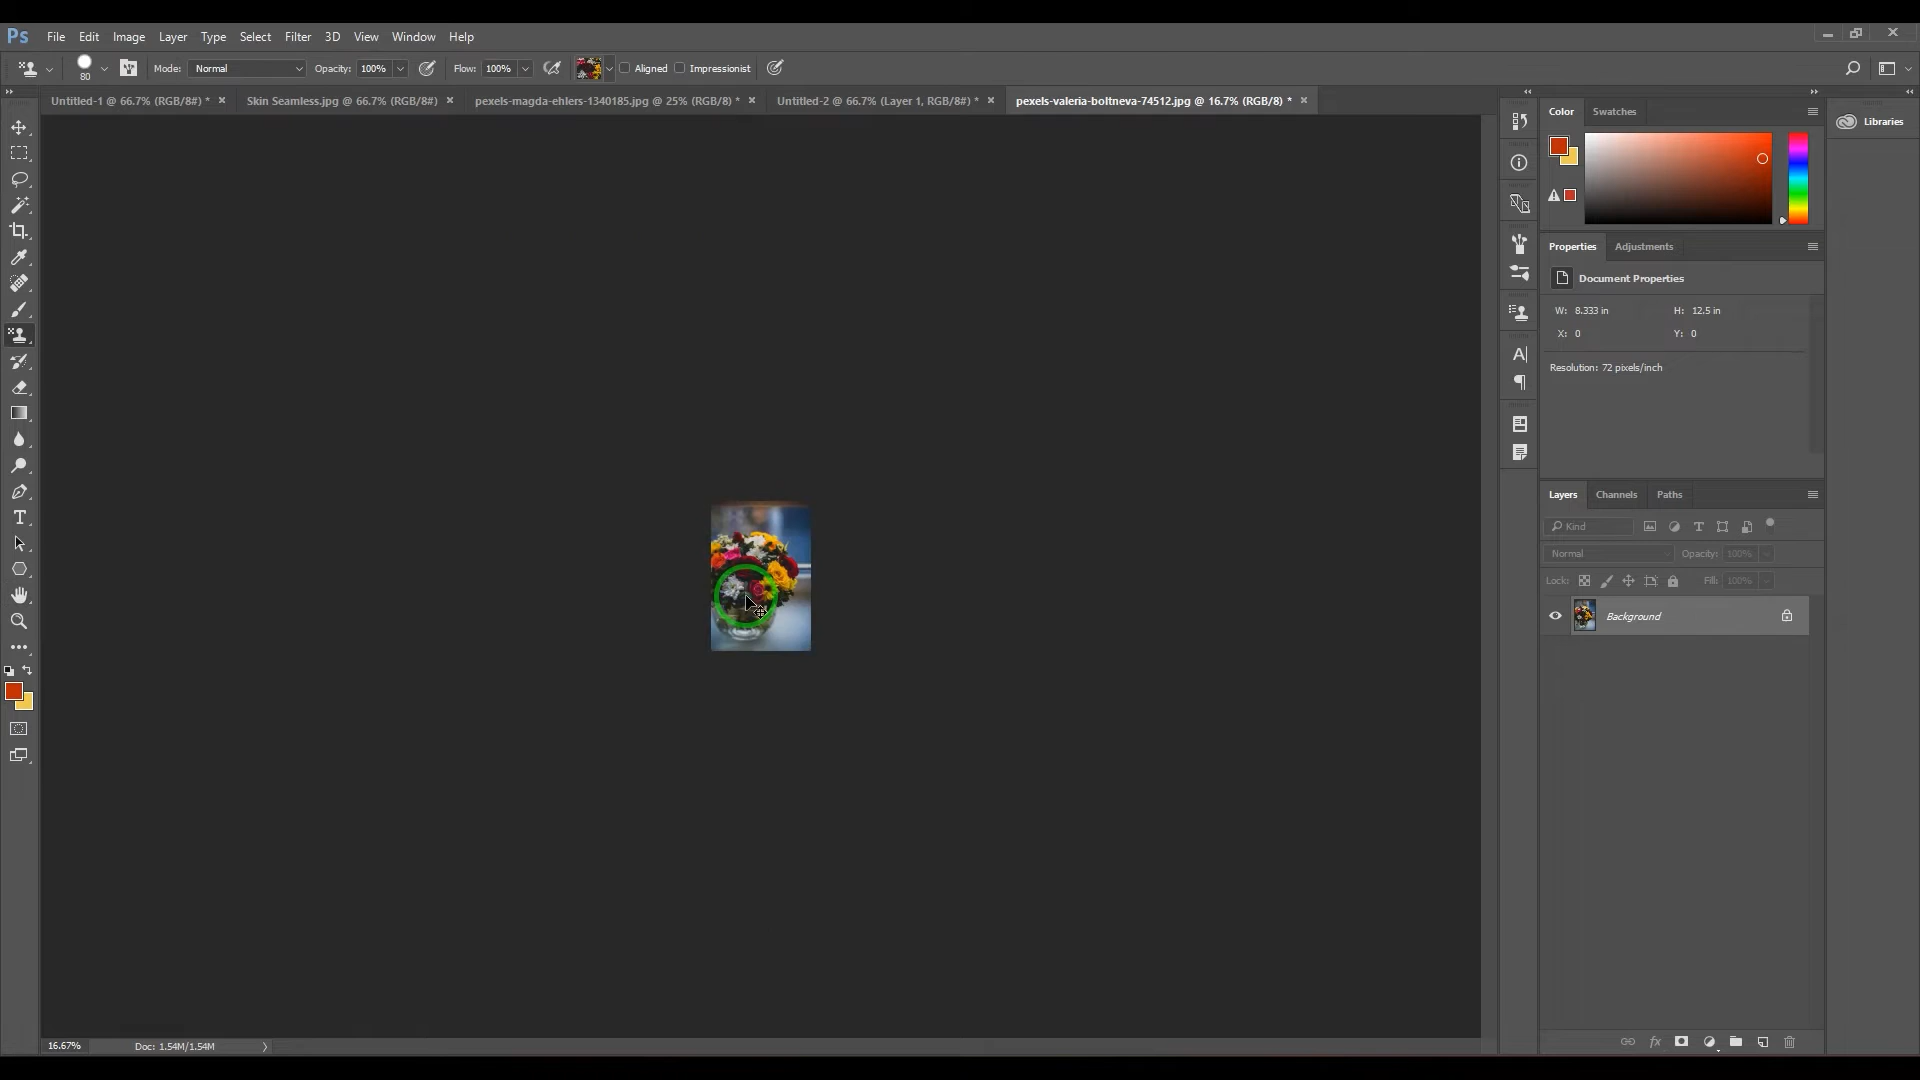 Ps File Edit Image Layer Type Select Filter 3D View Window Help
80 Mode: Normal Opacity: 100% Flow: 100% Aligned Impressionist
Untitled-1 @ 66.7% (RGB/8#) * × Skin Seamless.jpg @ 66.7% (RGB/8#) × pexels-magda-ehlers-1340185.jpg @ 25% (RGB/8) * × Untitled-2 @ 66.7% (Layer 1, RGB/8#) * × pexels-valeria-boltneva-74512.jpg @ 16.7% (RGB/8) * ×
Color Swatches
Libraries
Properties Adjustments
Document Properties
W: 8.333 in H: 12.5 in
X: 0 Y: 0
Resolution: 72 pixels/inch
Layers Channels Paths
Kind
Normal Opacity: 100%
Lock: Fill: 100%
Background
16.67% Doc: 1.54M/1.54M